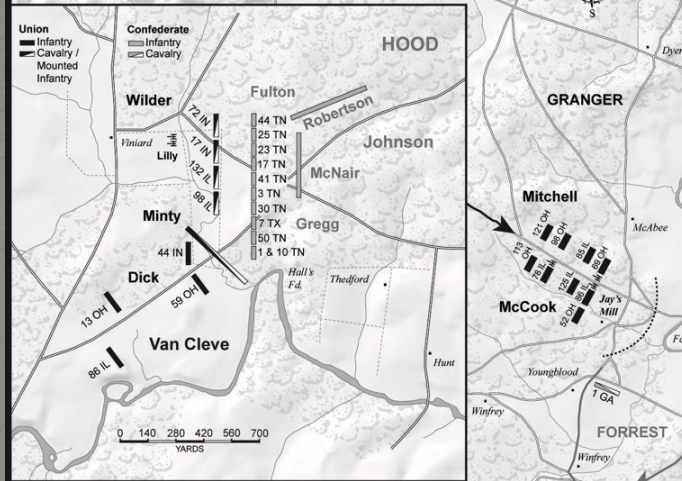 Union
Infantry
Cavalry /
Mounted
Infantry
Confederate
Infantry
Cavalry
HOOD
Wilder
Fulton
72 IN
44 TN
Robertson
25 TN
Viniard
Lilly
17 IN
23 TN
Johnson
17 TN
132 IL
41 TN
McNair
3 TN
98 IL
30 TN
Minty
7 TX
Gregg
50 TN
44 IN
1 & 10 TN
Dick
Hall's
Fd.
Thedford
59 OH
13 OH
Van Cleve
86 IL
Hunt
0 140 280 420 560 700
YARDS
S
Dyer
GRANGER
Mitchell
121 OH
98 OH
McAbee
113
OH
78 IL
85 IL
69 OH
125 IL
86 IL
McCook
52 OH
Jay's
Mill
Youngblood
1 GA
Winfrey
FORREST
Winfrey